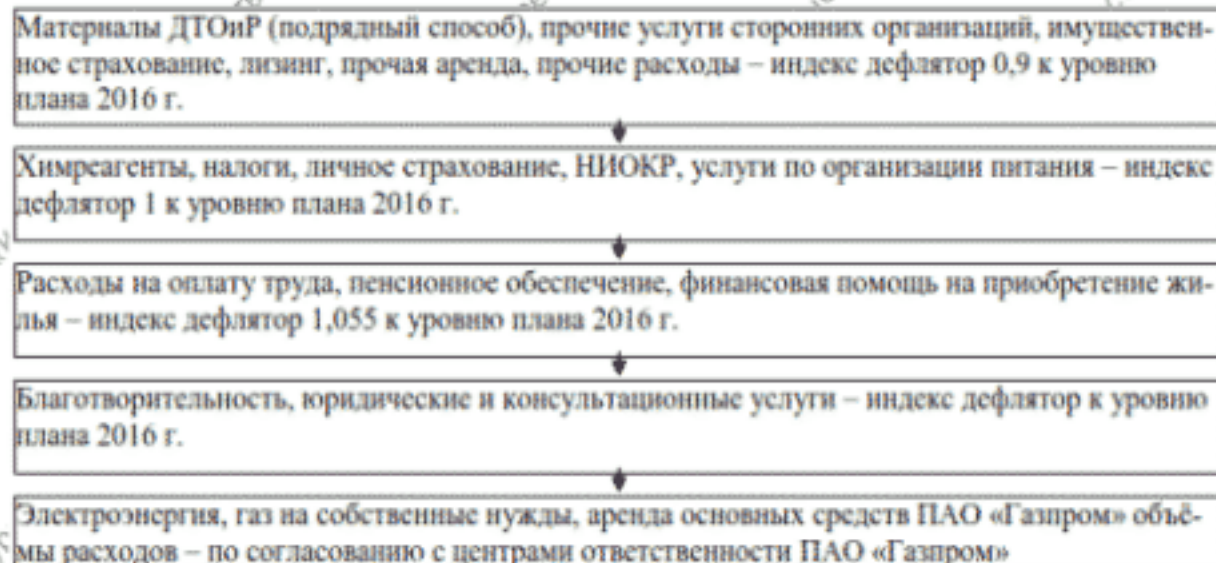 Материалы ДТОиР (подрядный способ), прочие услуги сторонних организаций, имуществен-
ное страхование, лизинг, прочая аренда, прочие расходы – индекс дефлятор 0,9 к уровню
плана 2016 г.
Химреагенты, налоги, личное страхование, НИОКР, услуги по организации питания – индекс
дефлятор 1 к уровню плана 2016 г.
Расходы на оплату труда, пенсионное обеспечение, финансовая помощь на приобретение жи-
лья – индекс дефлятор 1,055 к уровню плана 2016 г.
Благотворительность, юридические и консультационные услуги – индекс дефлятор к уровню
плана 2016 г.
Электроэнергия, газ на собственные нужды, аренда основных средств ПАО «Газпром» объё-
мы расходов – по согласованию с центрами ответственности ПАО «Газпром»